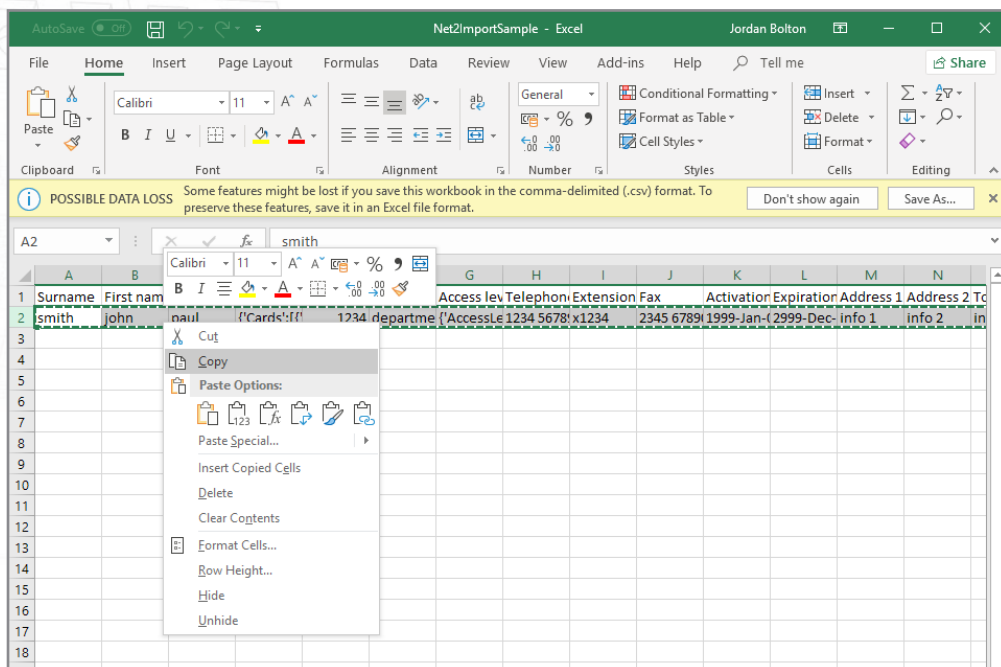 AutoSave Off Net2ImportSample - Excel Jordan Bolton
File Home Insert Page Layout Formulas Data Review View Add-ins Help Tell me Share
Calibri 11 General Conditional Formatting Insert
Paste B I U Format as Table Delete
Cell Styles Format
Clipboard Font Alignment Number Styles Cells Editing
POSSIBLE DATA LOSS Some features might be lost if you save this workbook in the comma-delimited (.csv) format. To
preserve these features, save it in an Excel file format. Don't show again Save As...
A2 fx smith
Calibri 11 A A % 9
B I A
A B G H I J K L M N
1 Surname First nam Access lev Telephon Extension Fax Activation Expiration Address 1 Address 2 To
2 smith john paul {'Cards':[{' 1234 departme {'AccessLe 1234 5678 x1234 2345 6789 1999-Jan-( 2999-Dec- info 1 info 2 in
3 Cut
4 Copy
5 Paste Options:
6
7 Paste Special...
8
9 Insert Copied Cells
10 Delete
11 Clear Contents
12
13 Format Cells...
14 Row Height...
15 Hide
16 Unhide
17
18